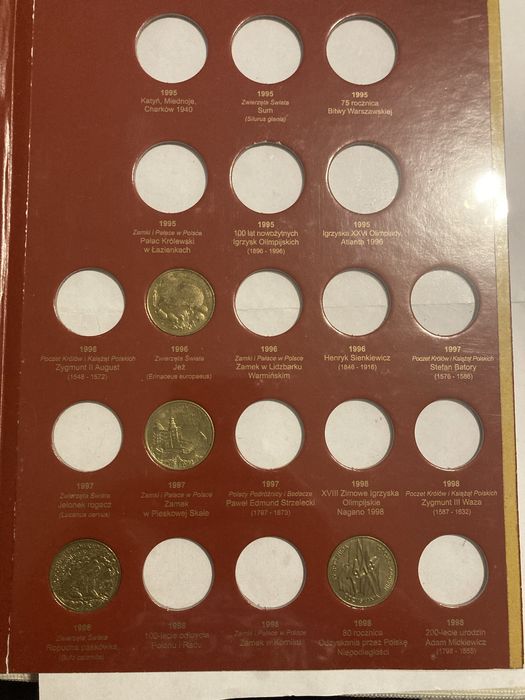 1995
Katyń, Miednoje,
Charków 1940
1995
Zwierzęta Świata
Sum
(Silurus glanis)
1995
75 rocznica
Bitwy Warszawskiej
1995
Zamki i Pałace w Polsce
Pałac Królewski
w Łazienkach
1995
100 lat nowożytnych
Igrzysk Olimpijskich
(1896 - 1996)
1995
Igrzyska XXVI Olimpiady
Atlanta 1996
1996
Poczet Królów i Książąt Polskich
Zygmunt II August
(1548 - 1572)
1996
Zwierzęta Świata
Jeż
(Erinaceus europaeus)
1996
Zamki i Pałace w Polsce
Zamek w Lidzbarku
Warmińskim
1996
Henryk Sienkiewicz
(1846 - 1916)
1997
Poczet Królów i Książąt Polskich
Stefan Batory
(1576 - 1586)
1997
Zwierzęta Świata
Jelonek rogacz
(Lucanus cervus)
1997
Zamki i Pałace w Polsce
Zamek
w Pieskowej Skale
1997
Polscy Podróżnicy i Badacze
Paweł Edmund Strzelecki
(1797 - 1873)
1998
XVIII Zimowe Igrzyska
Olimpijskie
Nagano 1998
1998
Poczet Królów i Książąt Polskich
Zygmunt III Waza
(1587 - 1632)
1998
Zwierzęta Świata
Ropucha paskówka
(Bufo calamita)
1998
100-lecie odkrycia
Polonu i Radu
1998
Zamki i Pałace w Polsce
Zamek w Kórniku
1998
80 rocznica
Odzyskania przez Polskę
Niepodległości
1998
200-lecie urodzin
Adam Mickiewicz
(1798 - 1855)